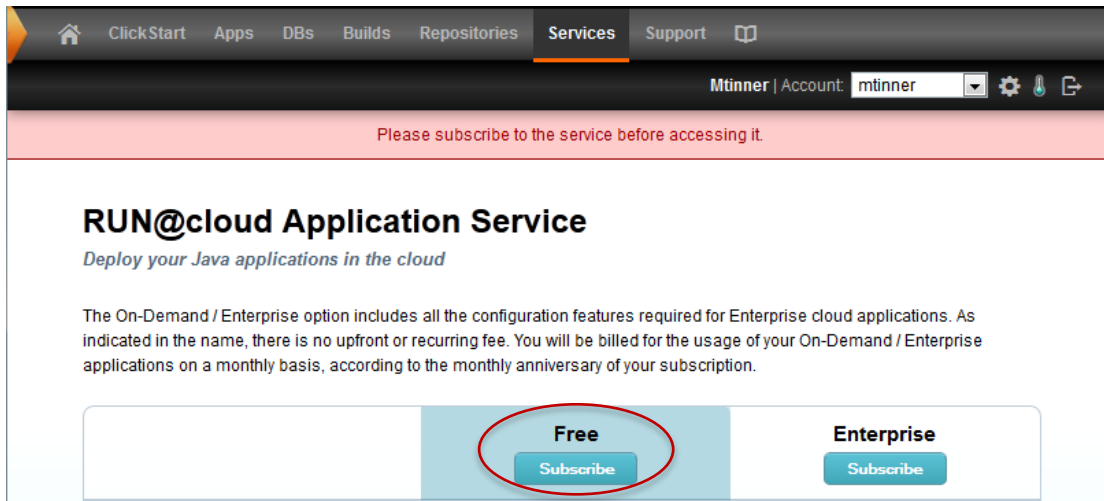 ClickStart Apps DBs Builds Repositories Services Support
Mtinner | Account: mtinner
Please subscribe to the service before accessing it.
RUN@cloud Application Service
Deploy your Java applications in the cloud
The On-Demand / Enterprise option includes all the configuration features required for Enterprise cloud applications. As
indicated in the name, there is no upfront or recurring fee. You will be billed for the usage of your On-Demand / Enterprise
applications on a monthly basis, according to the monthly anniversary of your subscription.
Free Enterprise
Subscribe Subscribe